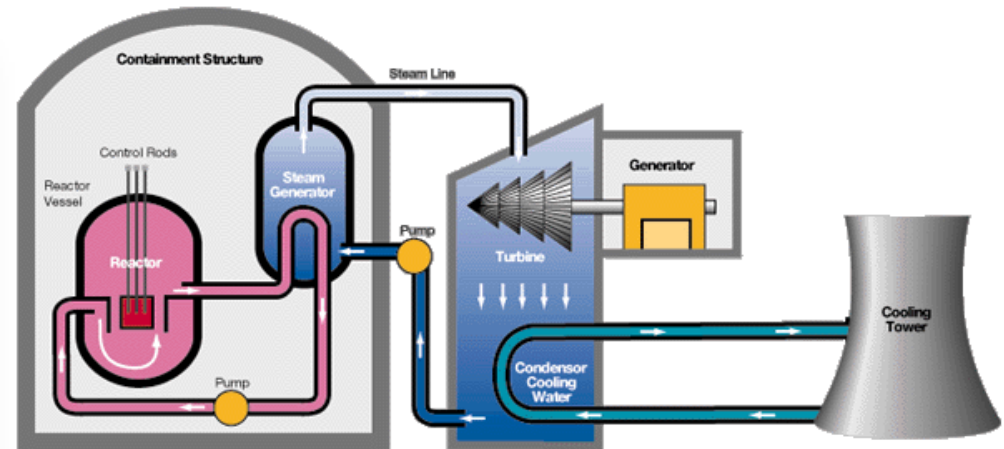 Containment Structure
Steam Line
Control Rods
Reactor
Vessel
Steam
Generator
Reactor
Pump
Pump
Turbine
Generator
Condensor
Cooling
Water
Cooling
Tower